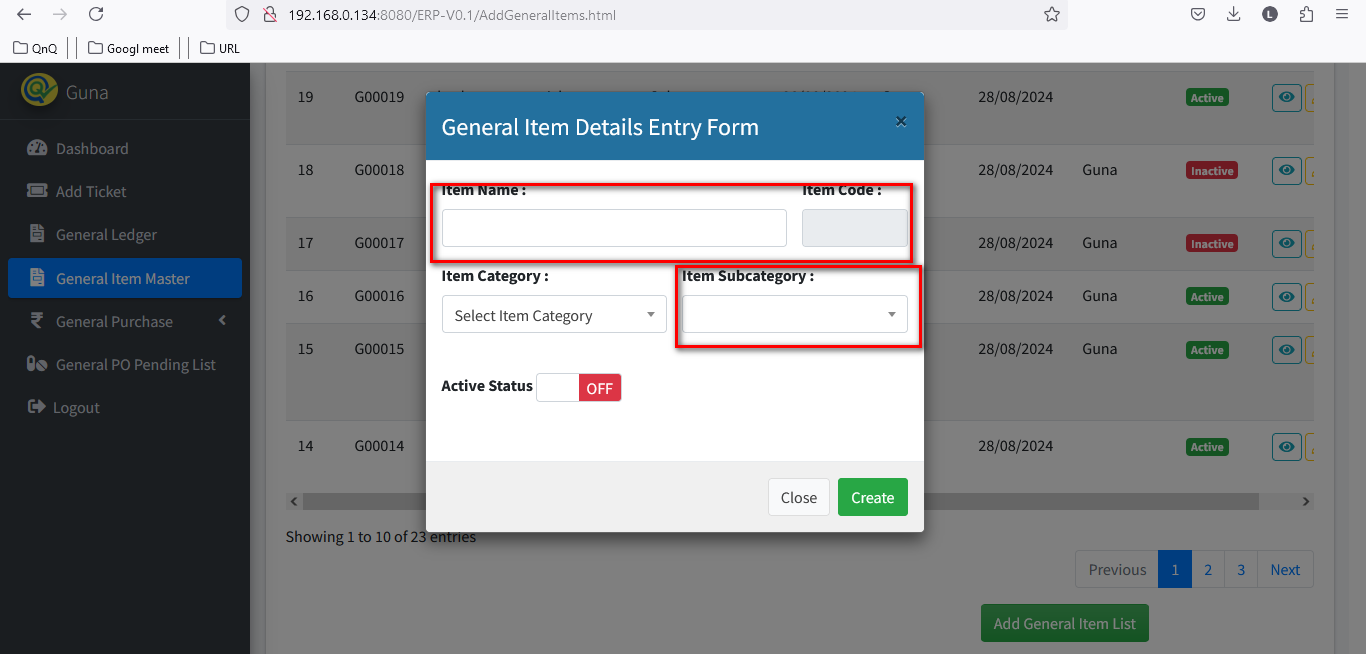 192.168.0.134:8080/ERP-V0.1/AddGeneralItems.html
L
QnQ Googl meet URL
Guna
Dashboard
Add Ticket
General Ledger
General Item Master
General Purchase
General PO Pending List
Logout
19 G00019 28/08/2024 Active
18 G00018 28/08/2024 Guna Inactive
17 G00017 28/08/2024 Guna Inactive
16 G00016 28/08/2024 Guna Active
15 G00015 28/08/2024 Guna Active
14 G00014 28/08/2024 Active
General Item Details Entry Form ×
Item Name : Item Code :
Item Category : Item Subcategory :
Select Item Category
Active Status OFF
Close Create
Showing 1 to 10 of 23 entries
Previous 1 2 3 Next
Add General Item List